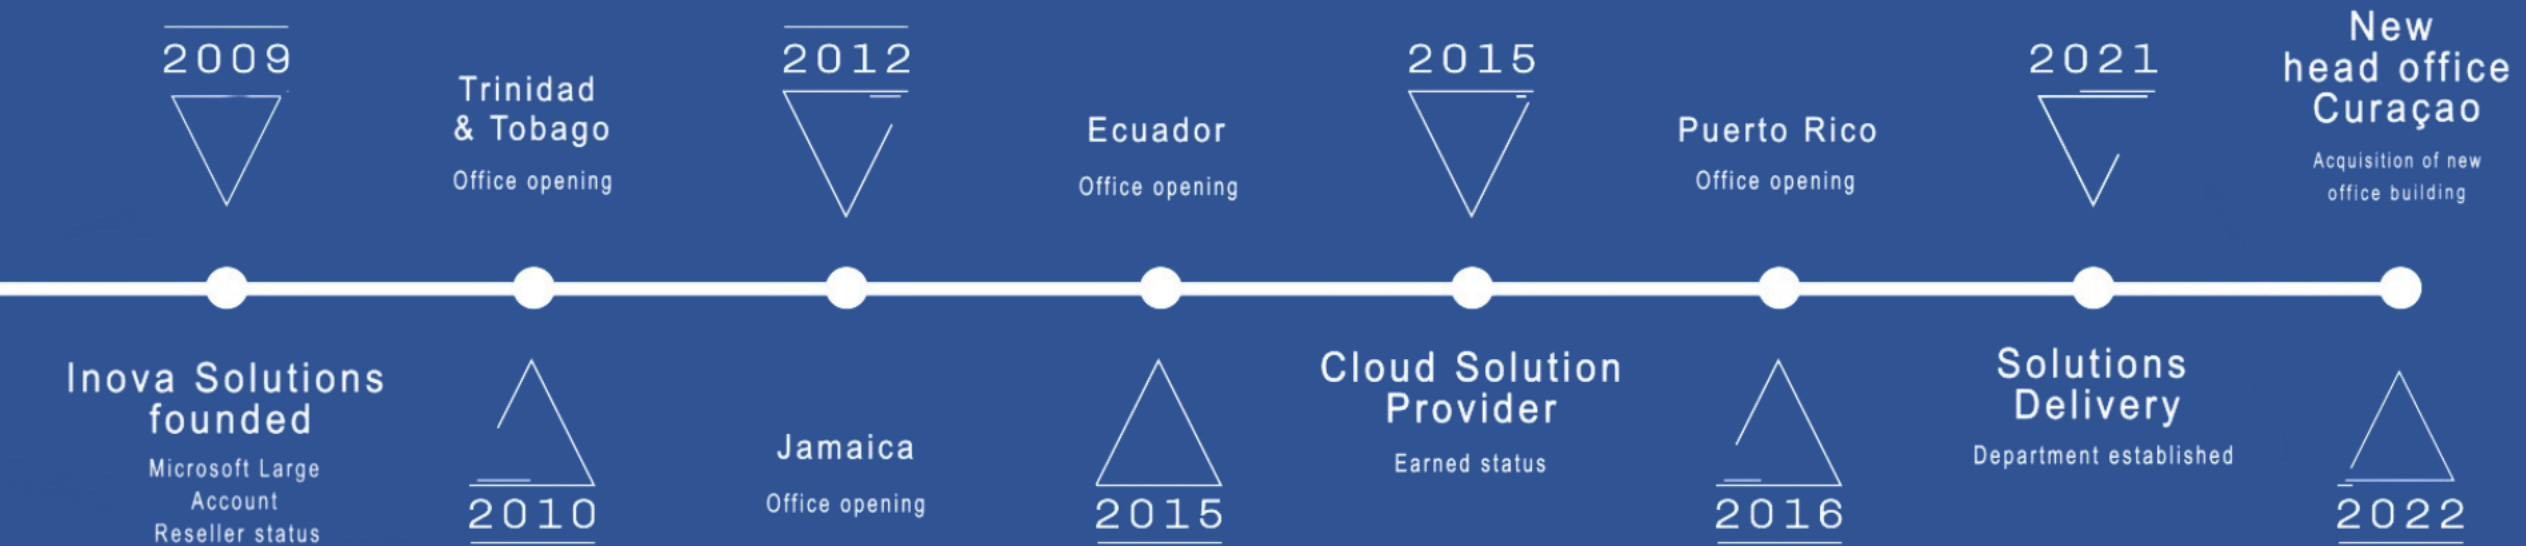 2009
Inova Solutions
founded
Microsoft Large
Account
Reseller status
Trinidad
& Tobago
Office opening
2010
2012
Jamaica
Office opening
Ecuador
Office opening
2015
2015
Cloud Solution
Provider
Earned status
Puerto Rico
Office opening
2016
2021
Solutions
Delivery
Department established
New
head office
Curaçao
Acquisition of new
office building
2022